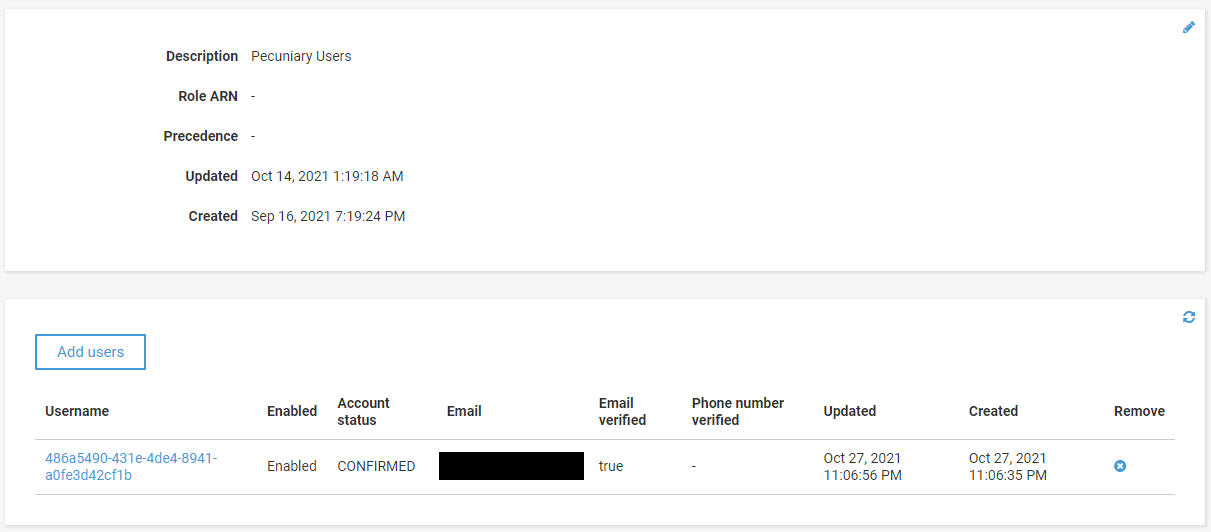 Description Pecuniary Users
Role ARN -
Precedence -
Updated Oct 14, 2021 1:19:18 AM
Created Sep 16, 2021 7:19:24 PM
Add users
Username Enabled Account status Email Email verified Phone number verified Updated Created Remove
486a5490-431e-4de4-8941-a0fe3d42cf1b Enabled CONFIRMED true - Oct 27, 2021 11:06:56 PM Oct 27, 2021 11:06:35 PM